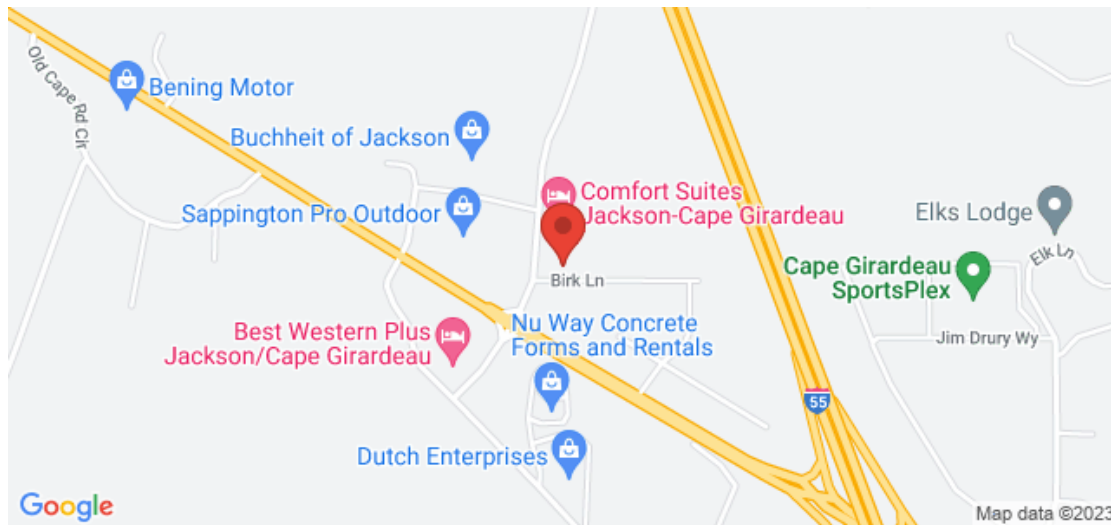 Old Cape Rd Cir
Bening Motor
Buchheit of Jackson
Comfort Suites
Jackson-Cape Girardeau
Sappington Pro Outdoor
Elks Lodge
Elk Ln
Cape Girardeau
SportsPlex
Birk Ln
Nu Way Concrete
Forms and Rentals
Best Western Plus
Jackson/Cape Girardeau
Jim Drury Wy
55
Dutch Enterprises
Google
Map data ©2023